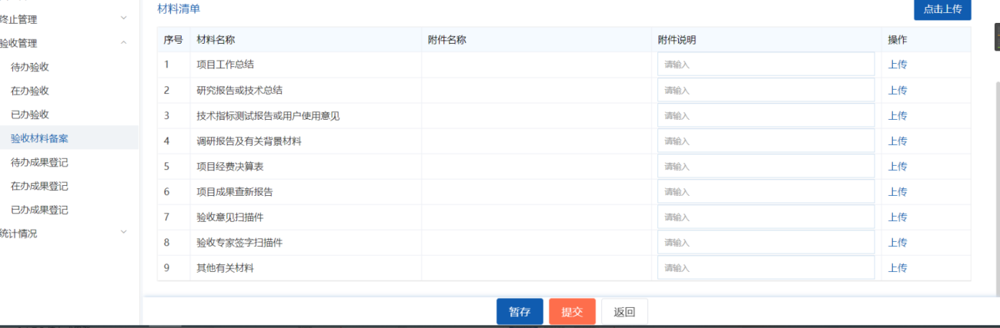 材料清单
点击上传
终止管理
验收管理
待办验收
在办验收
已办验收
验收材料备案
待办成果登记
在办成果登记
已办成果登记
统计情况
序号 材料名称 附件名称 附件说明 操作
1 项目工作总结 请输入 上传
2 研究报告或技术总结 请输入 上传
3 技术指标测试报告或用户使用意见 请输入 上传
4 调研报告及有关背景材料 请输入 上传
5 项目经费决算表 请输入 上传
6 项目成果查新报告 请输入 上传
7 验收意见扫描件 请输入 上传
8 验收专家签字扫描件 请输入 上传
9 其他有关材料 请输入 上传
暂存 提交 返回